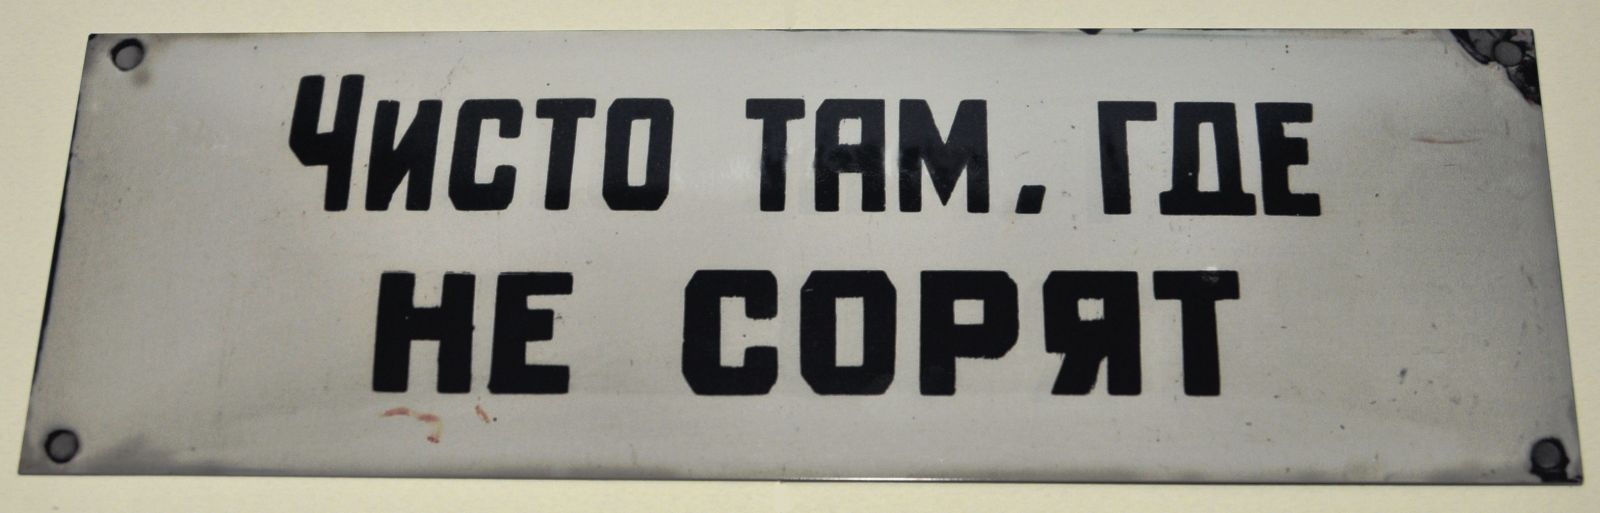 Чисто там, где
не сорят